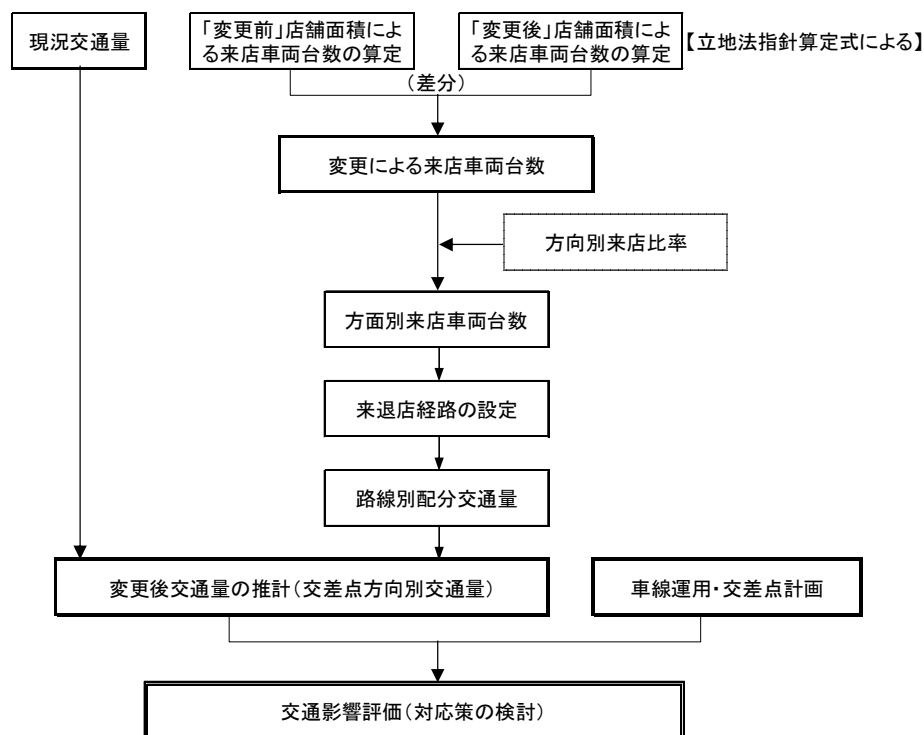 現況交通量
「変更前」店舗面積によ
る来店車両台数の算定
「変更後」店舗面積によ
る来店車両台数の算定
【立地法指針算定式による】
(差分)
変更による来店車両台数
方向別来店比率
方面別来店車両台数
来退店経路の設定
路線別配分交通量
変更後交通量の推計(交差点方向別交通量)
車線運用・交差点計画
交通影響評価(対応策の検討)